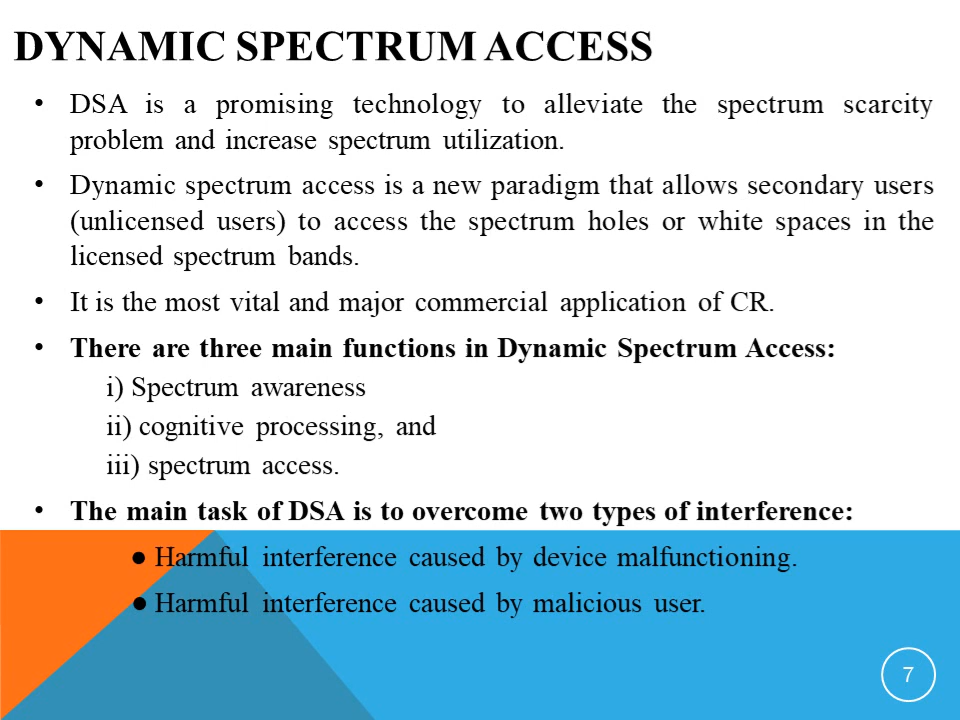 DYNAMIC SPECTRUM ACCESS
• DSA is a promising technology to alleviate the spectrum scarcity
problem and increase spectrum utilization.
• Dynamic spectrum access is a new paradigm that allows secondary users
(unlicensed users) to access the spectrum holes or white spaces in the
licensed spectrum bands.
• It is the most vital and major commercial application of CR.
• There are three main functions in Dynamic Spectrum Access:
i) Spectrum awareness
ii) cognitive processing, and
iii) spectrum access.
• The main task of DSA is to overcome two types of interference:
● Harmful interference caused by device malfunctioning.
● Harmful interference caused by malicious user.
7